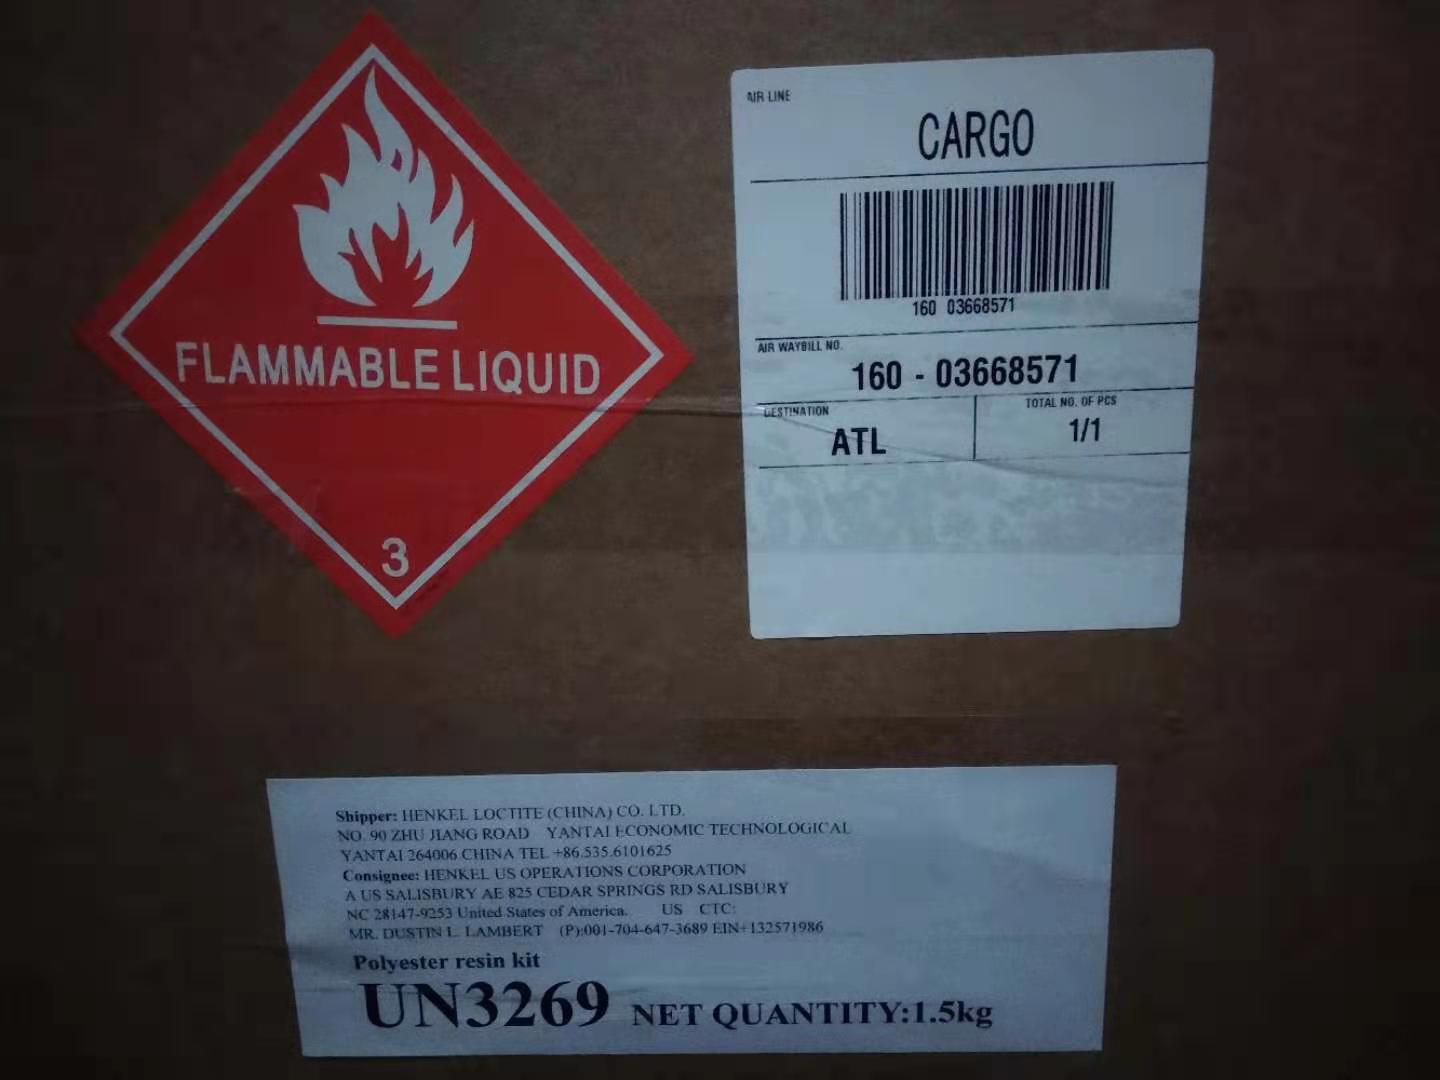 FLAMMABLE LIQUID
3
AIR LINE
CARGO
160 03668571
AIR WAYBILL NO.
160 - 03668571
DESTINATION
ATL
TOTAL NO. OF PCS
1/1
Shipper: HENKEL LOCTITE (CHINA) CO. LTD.
NO. 90 ZHU JIANG ROAD YANTAI ECONOMIC TECHNOLOGICAL
YANTAI 264006 CHINA TEL +86.535.6101625
Consignee: HENKEL US OPERATIONS CORPORATION
A US SALISBURY AE 825 CEDAR SPRINGS RD SALISBURY
NC 28147-9253 United States of America. US CTC:
MR. DUSTIN L. LAMBERT (P):001-704-647-3689 EIN+132571986
Polyester resin kit
UN3269 NET QUANTITY:1.5kg